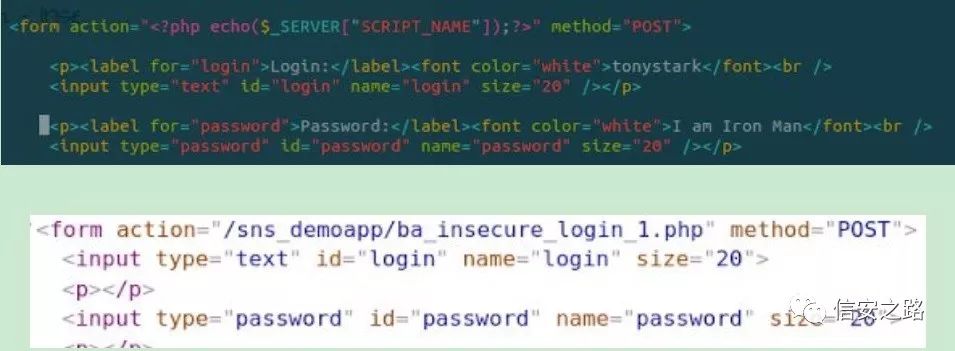 <form action="<?php echo($_SERVER["SCRIPT_NAME"]);?>" method="POST">
<p><label for="login">Login:</label><font color="white">tonystark</font><br />
<input type="text" id="login" name="login" size="20" /></p>
<p><label for="password">Password:</label><font color="white">I am Iron Man</font><br />
<input type="password" id="password" name="password" size="20" /></p>
<form action="/sns_demoapp/ba_insecure_login_1.php" method="POST">
<input type="text" id="login" name="login" size="20">
<p></p>
<input type="password" id="password" name="password" size="20">
<p></p>
信安之路